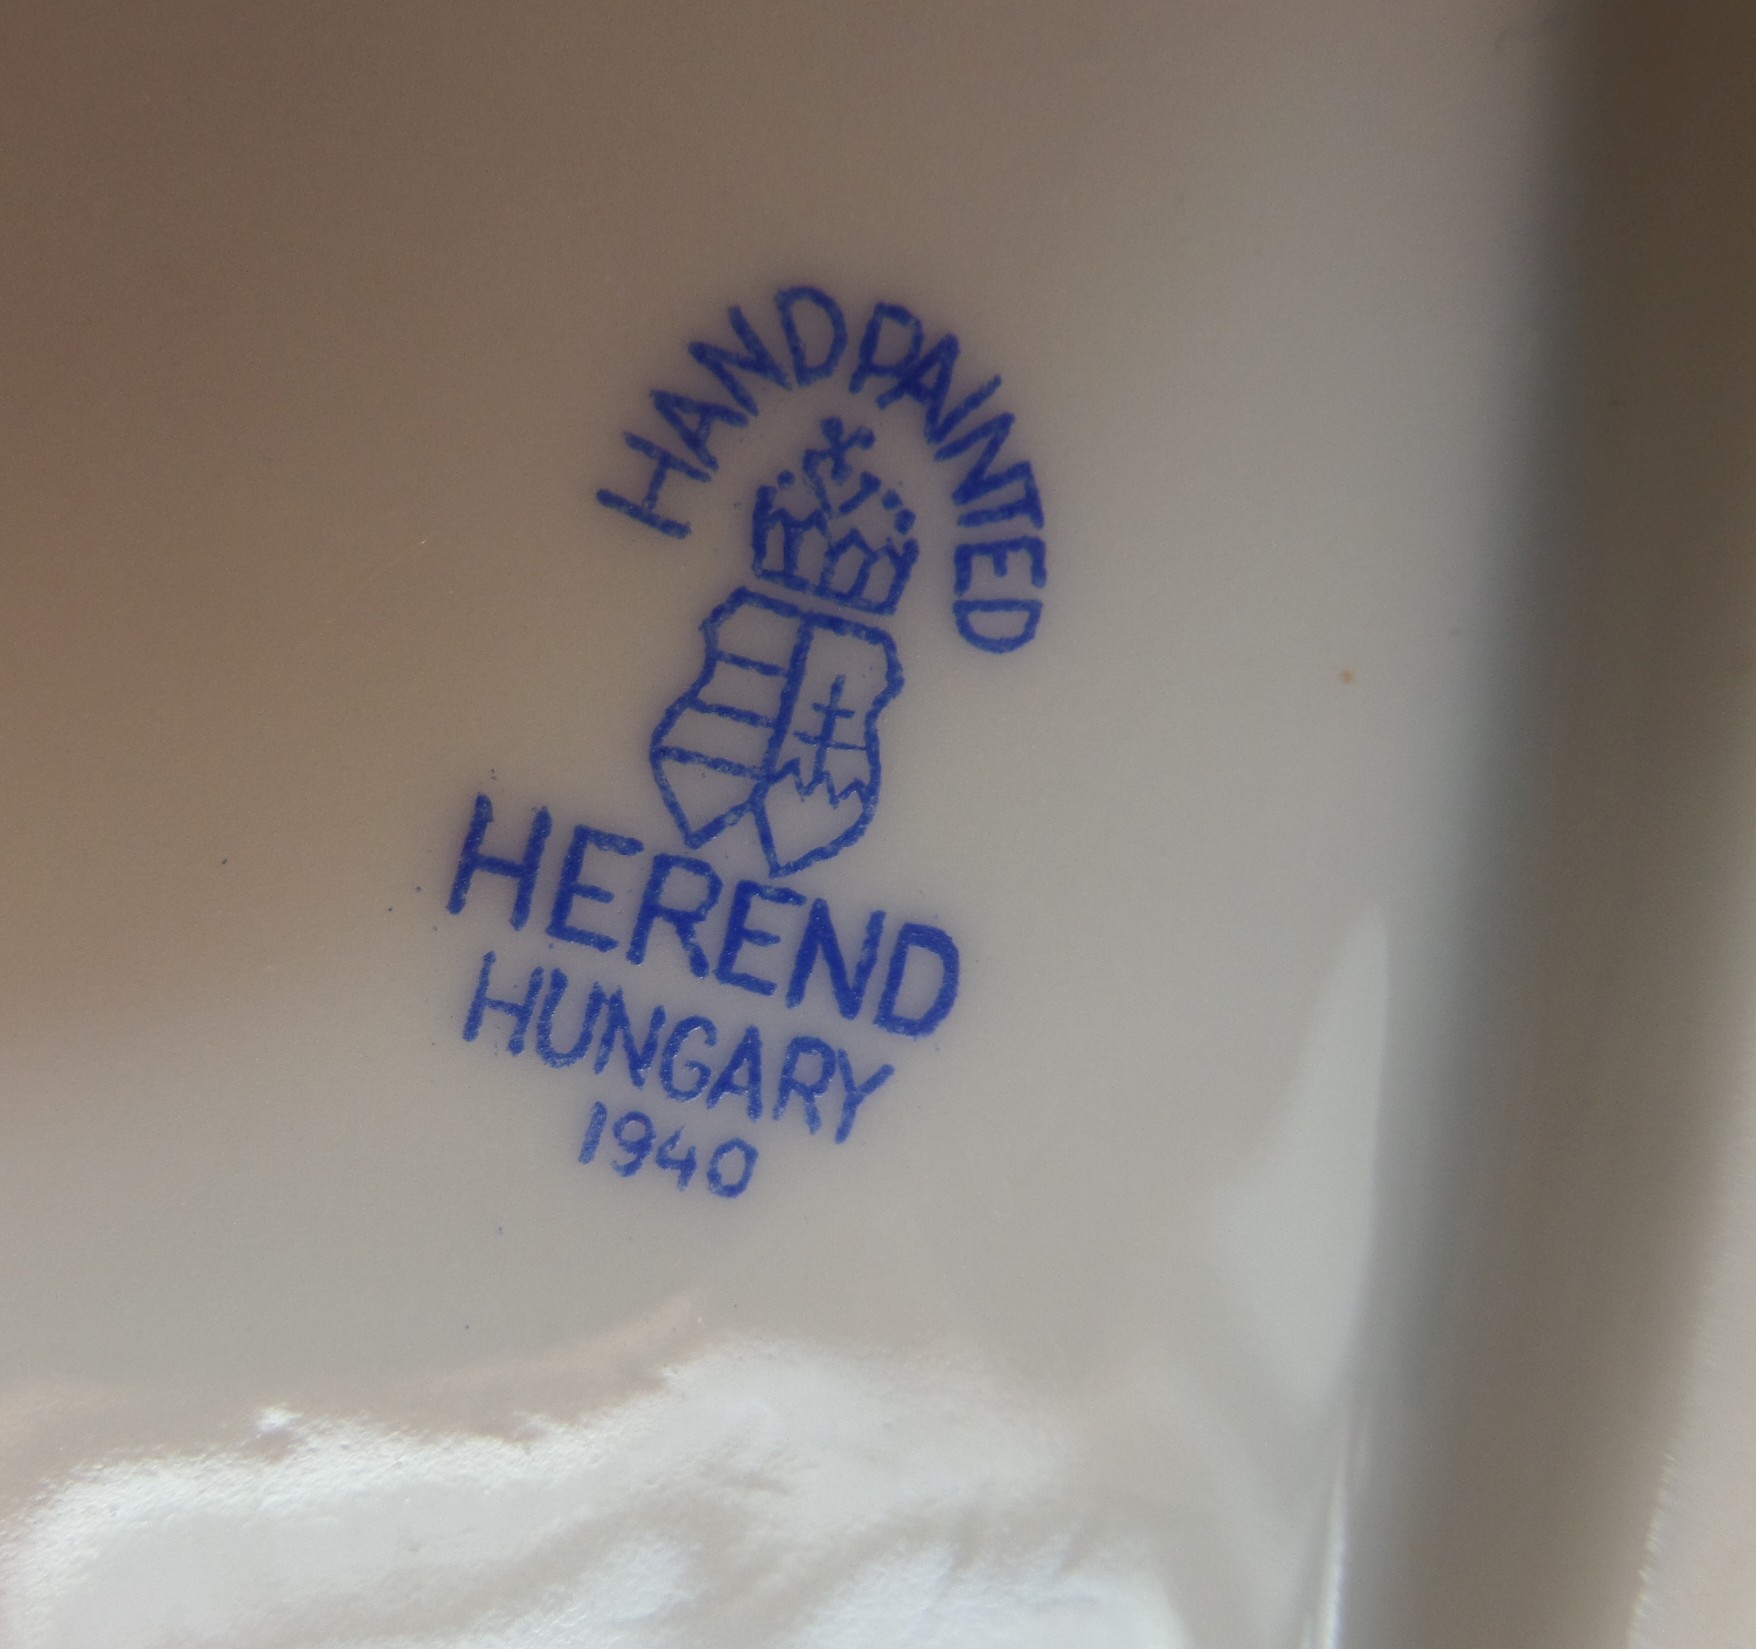 HANDPAINTED
HEREND
HUNGARY
1940